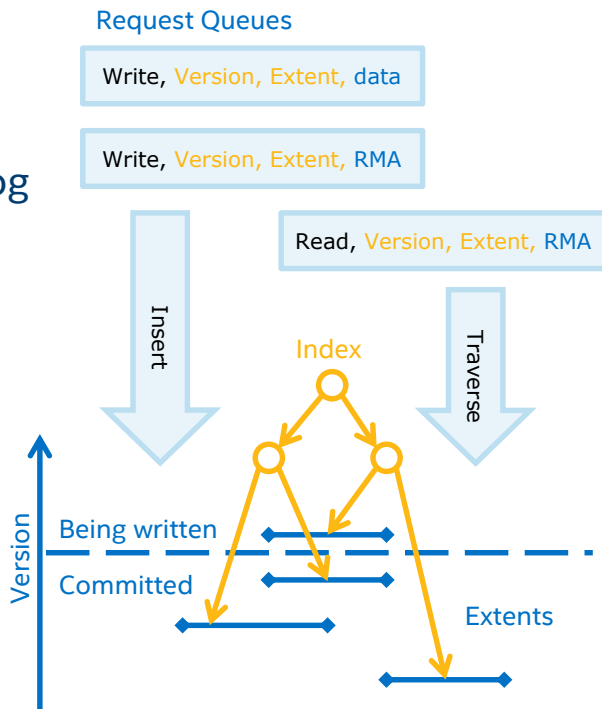 Request Queues
Write, Version, Extent, data
Write, Version, Extent, RMA
Read, Version, Extent, RMA
Insert
Traverse
Index
Version
Being written
Committed
Extents